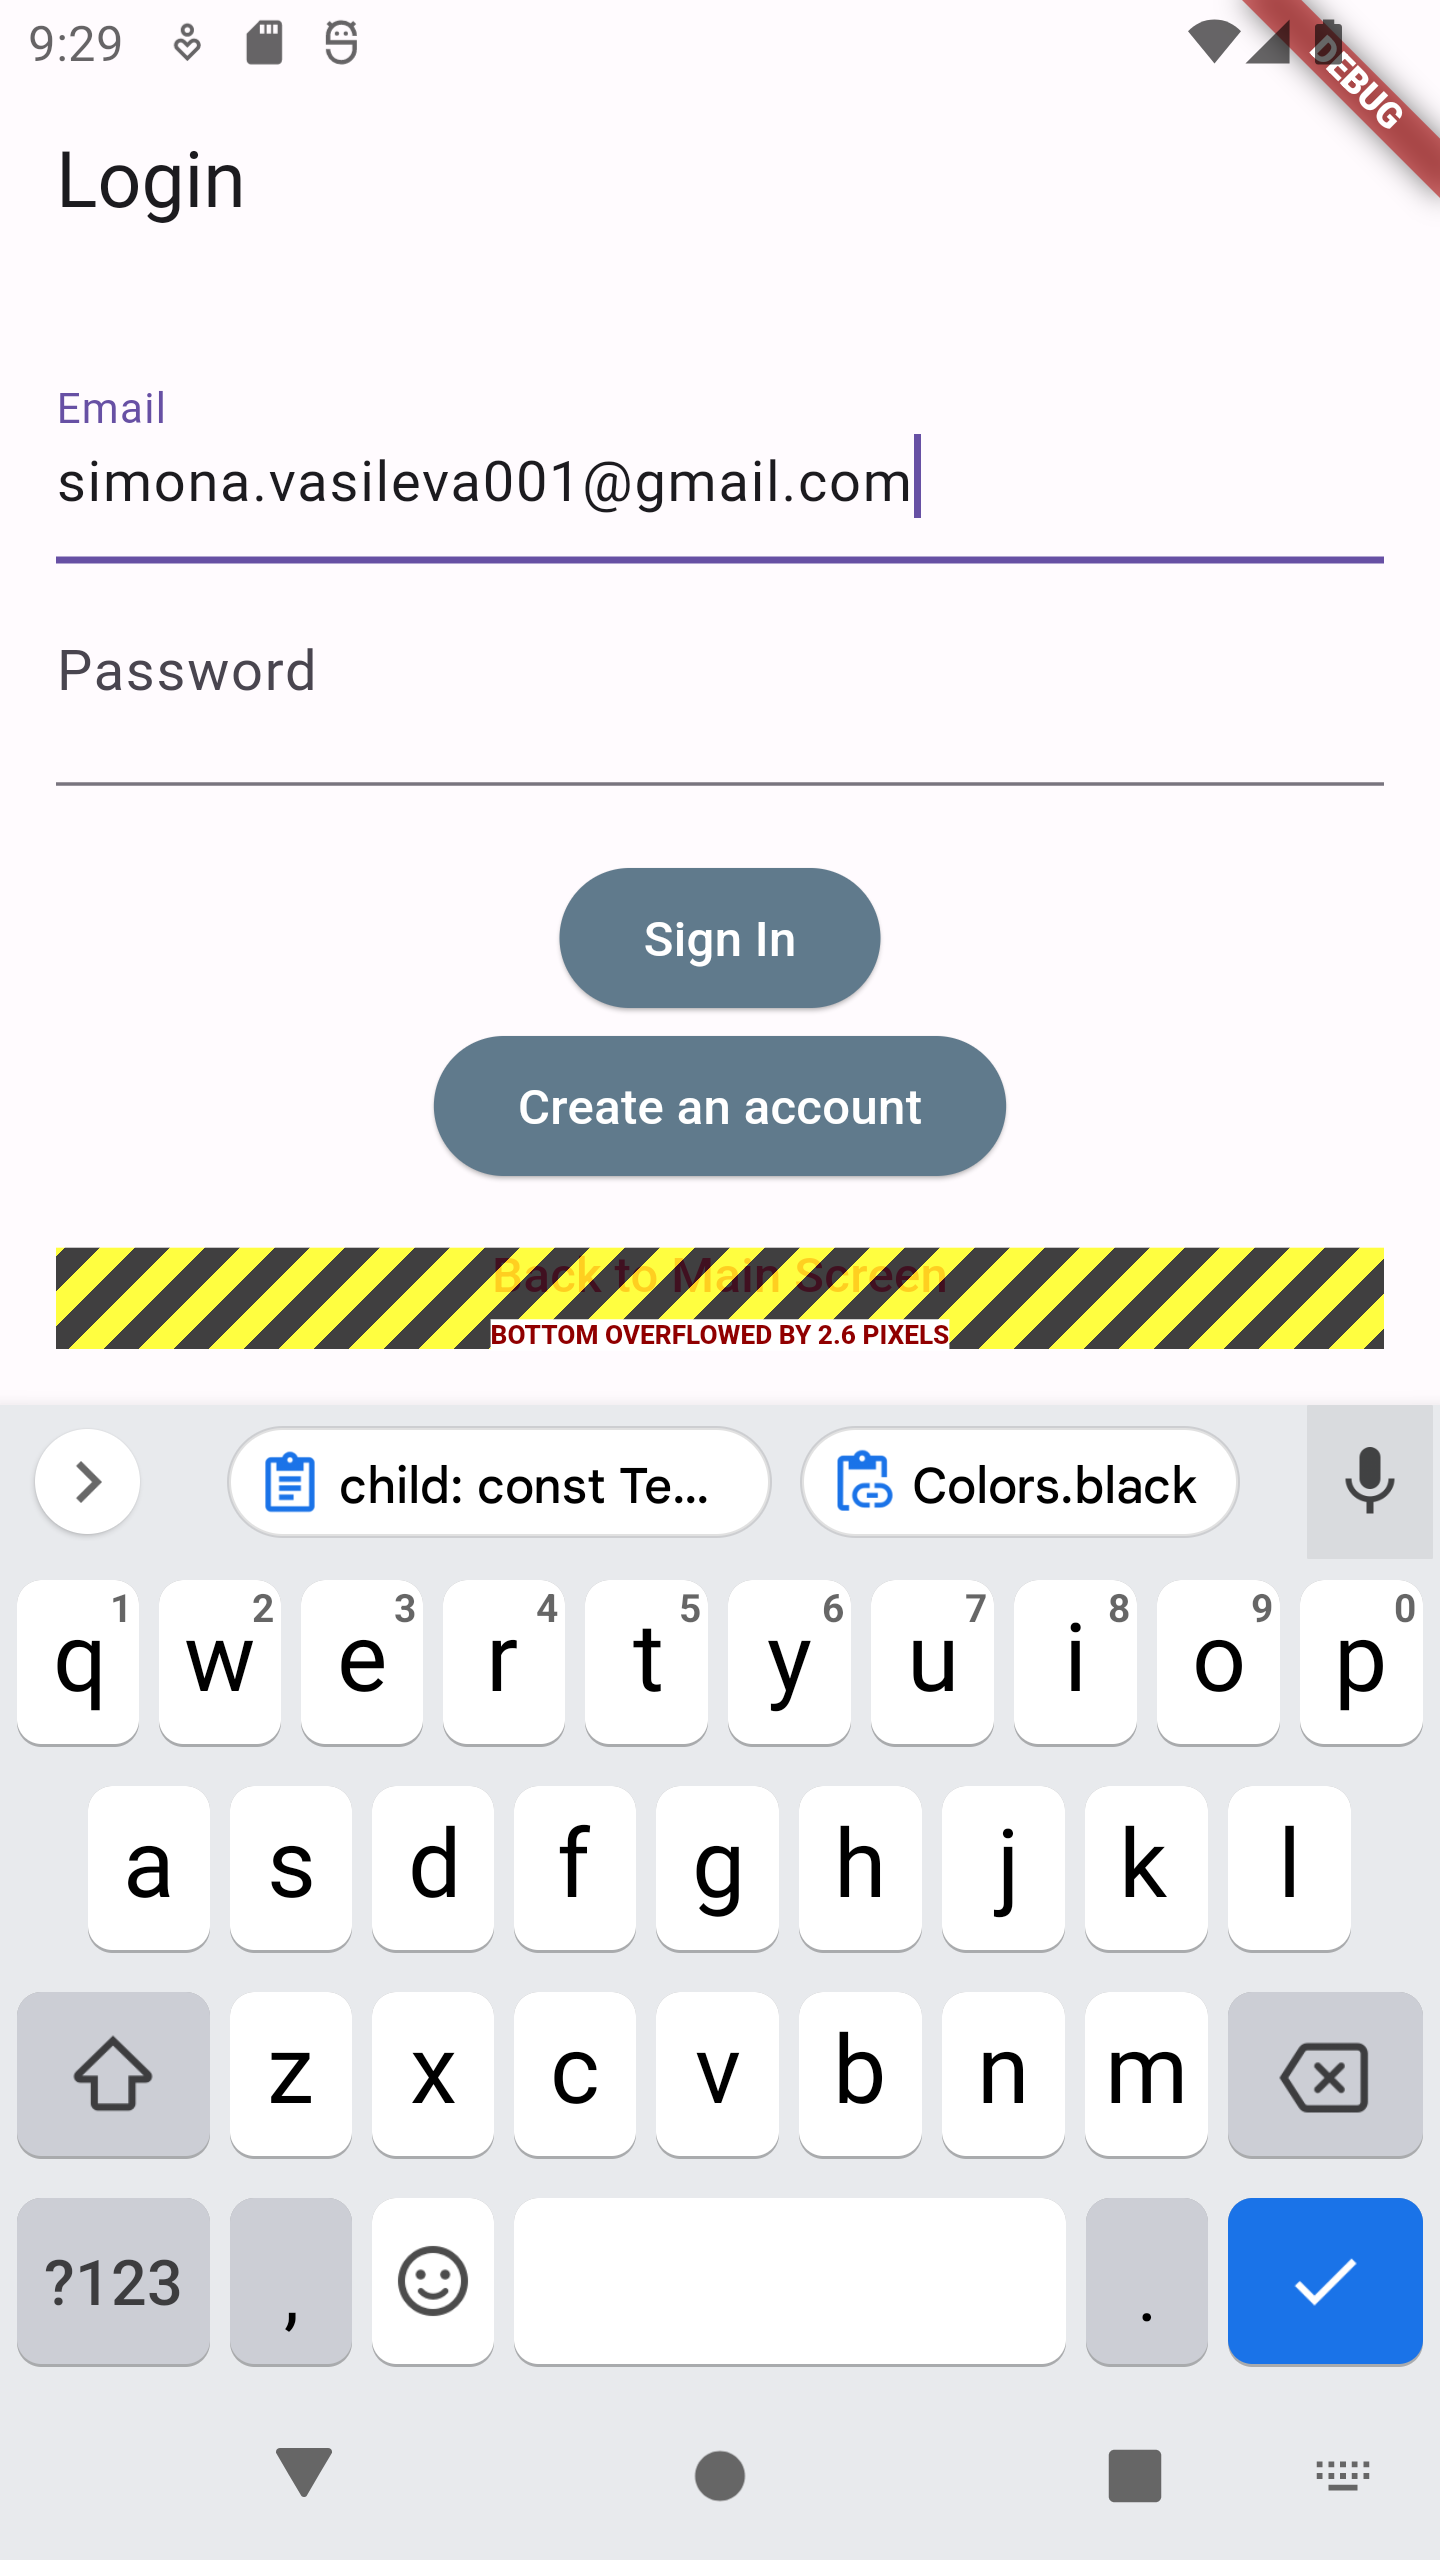 9:29
DEBUG
Login
Email
simona.vasileva001@gmail.com
Password
Sign In
Create an account
Back to Main Screen
BOTTOM OVERFLOWED BY 2.6 PIXELS
child: const Te...
Colors.black
q 1 w 2 e 3 r 4 t 5 y 6 u 7 i 8 o 9 p 0
a s d f g h j k l
z x c v b n m
?123 , .